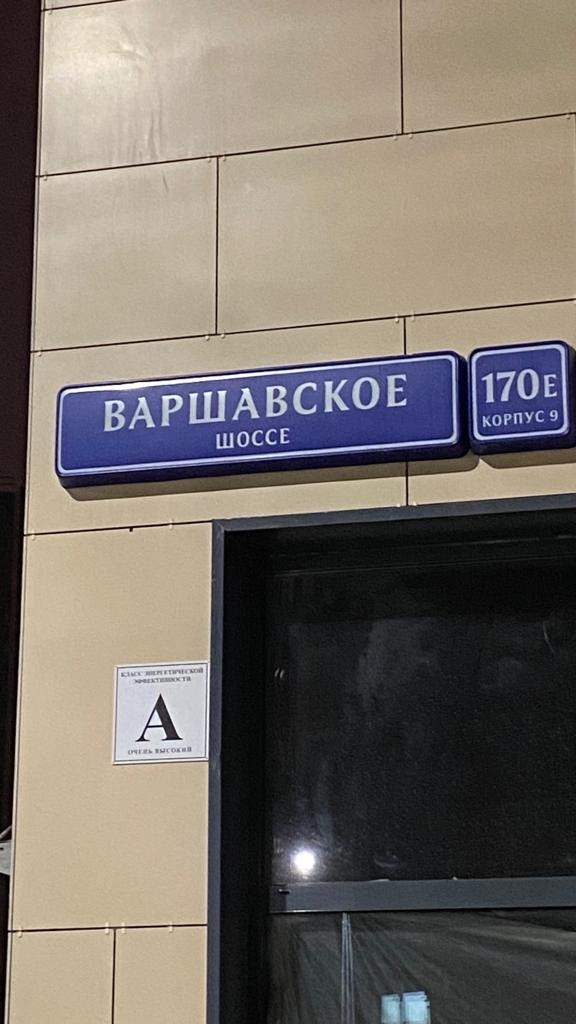 ВАРШАВСКОЕ
ШОССЕ
170Е
КОРПУС 9
КЛАСС ЭНЕРГЕТИЧЕСКОЙ
ЭФФЕКТИВНОСТИ
А
ОЧЕНЬ ВЫСОКИЙ